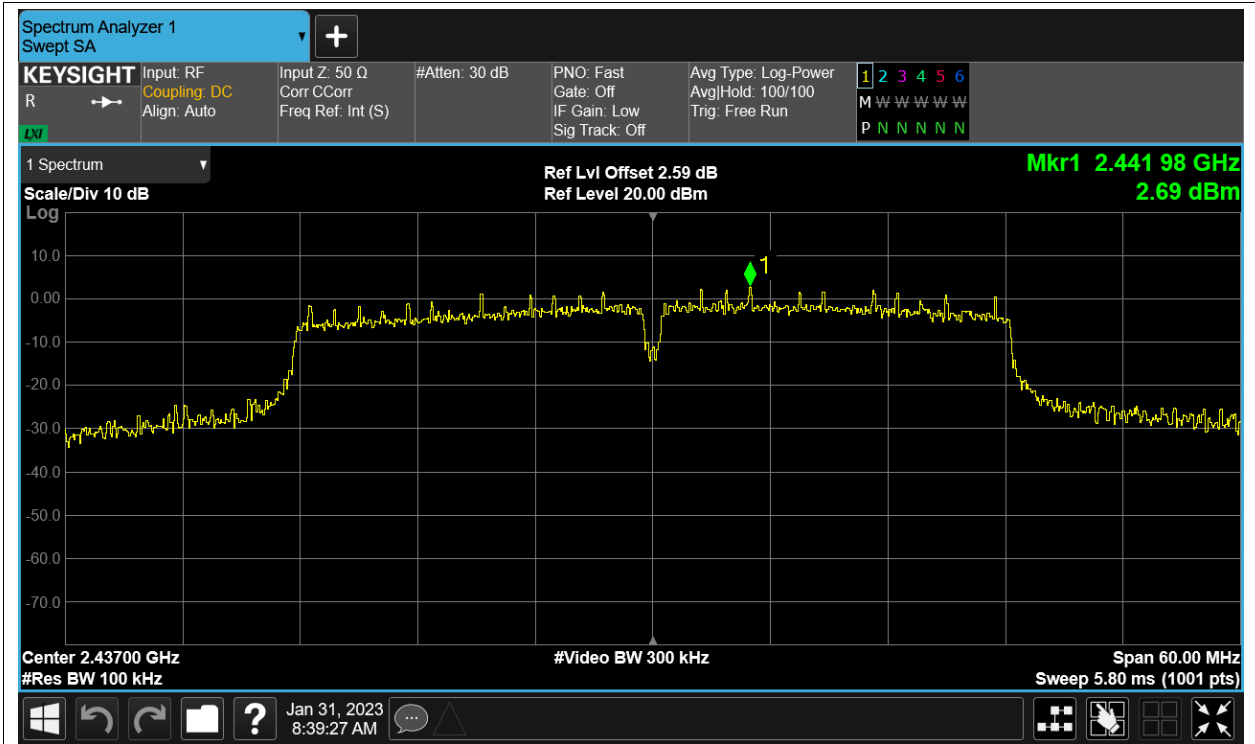 Spectrum Analyzer 1
Swept SA
KEYSIGHT
R
LXI
Input: RF
Coupling: DC
Align: Auto
Input Z: 50 Ω
Corr CCorr
Freq Ref: Int (S)
#Atten: 30 dB
PNO: Fast
Gate: Off
IF Gain: Low
Sig Track: Off
Avg Type: Log-Power
Avg|Hold: 100/100
Trig: Free Run
1 2 3 4 5 6
M W W W W W
P N N N N N
1 Spectrum
Scale/Div 10 dB
Ref Lvl Offset 2.59 dB
Ref Level 20.00 dBm
Mkr1 2.441 98 GHz
2.69 dBm
Log
10.0
0.00
-10.0
-20.0
-30.0
-40.0
-50.0
-60.0
-70.0
1
Center 2.43700 GHz
#Res BW 100 kHz
#Video BW 300 kHz
Span 60.00 MHz
Sweep 5.80 ms (1001 pts)
?
Jan 31, 2023
8:39:27 AM